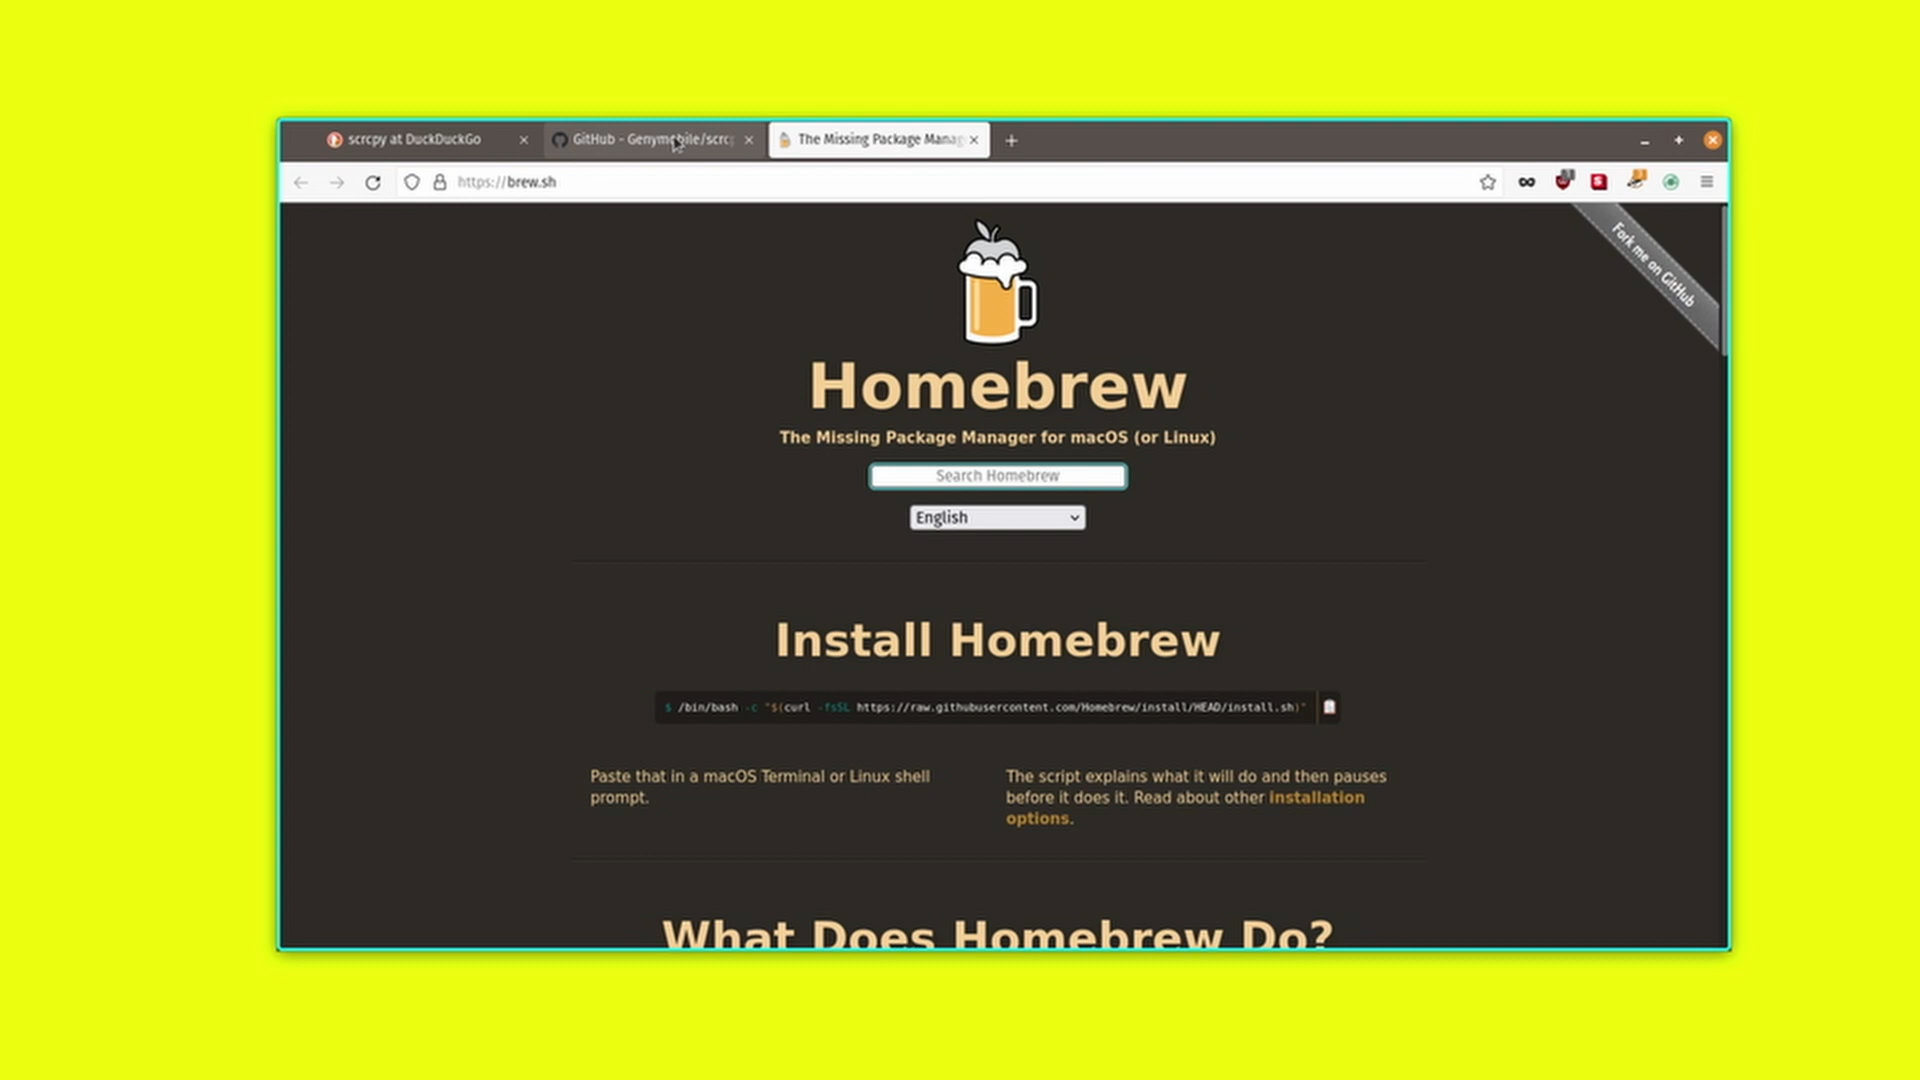 scrcpy at DuckDuckGo
GitHub - Genymobile/scrc
The Missing Package Manag
https://brew.sh
Fork me on GitHub
Homebrew
The Missing Package Manager for macOS (or Linux)
Search Homebrew
English
Install Homebrew
$ /bin/bash -c "$(curl -fsSL https://raw.githubusercontent.com/Homebrew/install/HEAD/install.sh)"
Paste that in a macOS Terminal or Linux shell
prompt.
The script explains what it will do and then pauses
before it does it. Read about other installation
options.
What Does Homebrew Do?